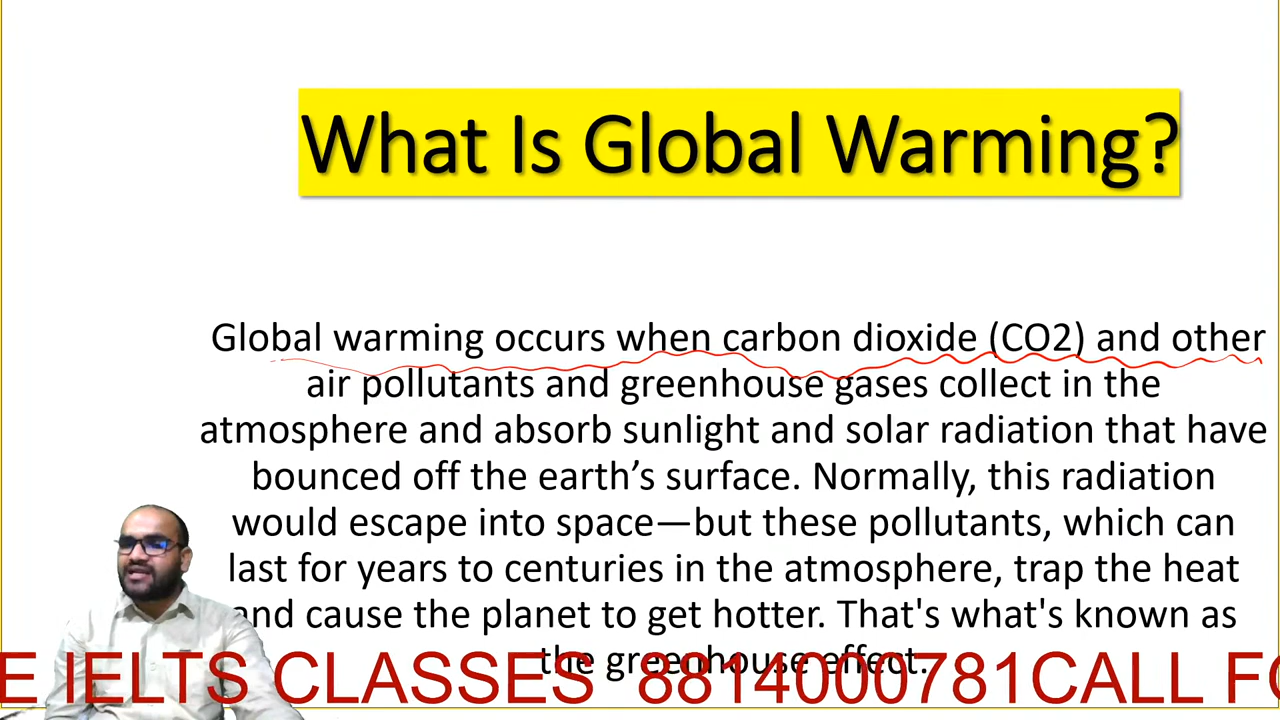 What Is Global Warming?
Global warming occurs when carbon dioxide (CO2) and other
air pollutants and greenhouse gases collect in the
atmosphere and absorb sunlight and solar radiation that have
bounced off the earth’s surface. Normally, this radiation
would escape into space—but these pollutants, which can
last for years to centuries in the atmosphere, trap the heat
and cause the planet to get hotter. That's what's known as
the greenhouse effect.
E IELTS CLASSES 8814000781CALL FO